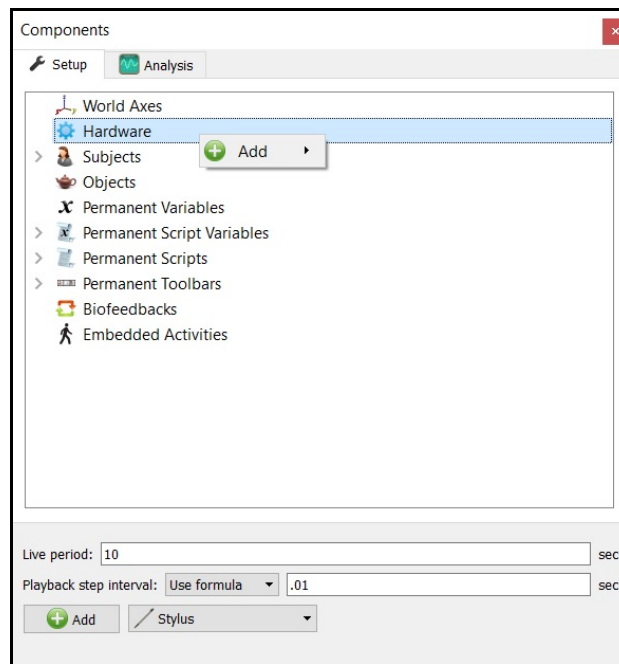 Components
Setup
Analysis
World Axes
Hardware
Add
Subjects
Objects
Permanent Variables
Permanent Script Variables
Permanent Scripts
Permanent Toolbars
Biofeedbacks
Embedded Activities
Live period: 10 sec
Playback step interval: Use formula .01 sec
Add Stylus